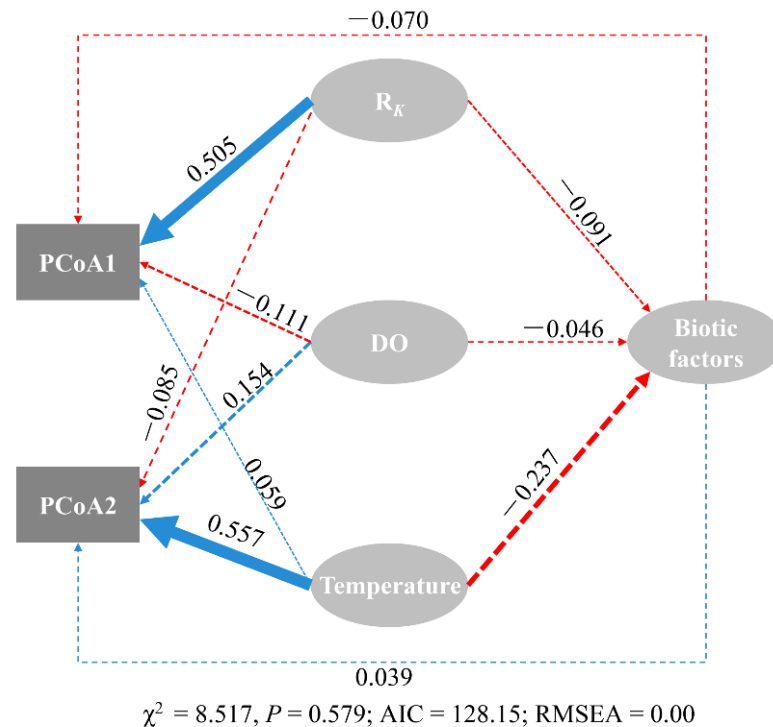 −0.070
R_K
0.505
−0.091
PCoA1
−0.111
DO
−0.046
Biotic
factors
−0.085
0.154
0.059
−0.237
PCoA2
0.557
Temperature
0.039
χ² = 8.517, P = 0.579; AIC = 128.15; RMSEA = 0.00